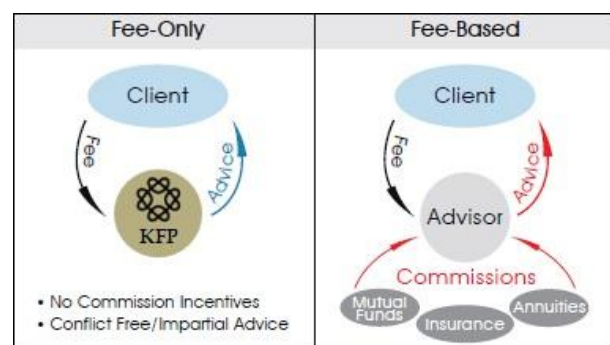 Fee-Only
Client
Fee
Advice
KFP
• No Commission Incentives
• Conflict Free/Impartial Advice
Fee-Based
Client
Fee
Advice
Advisor
Commissions
Mutual
Funds
Insurance
Annuities